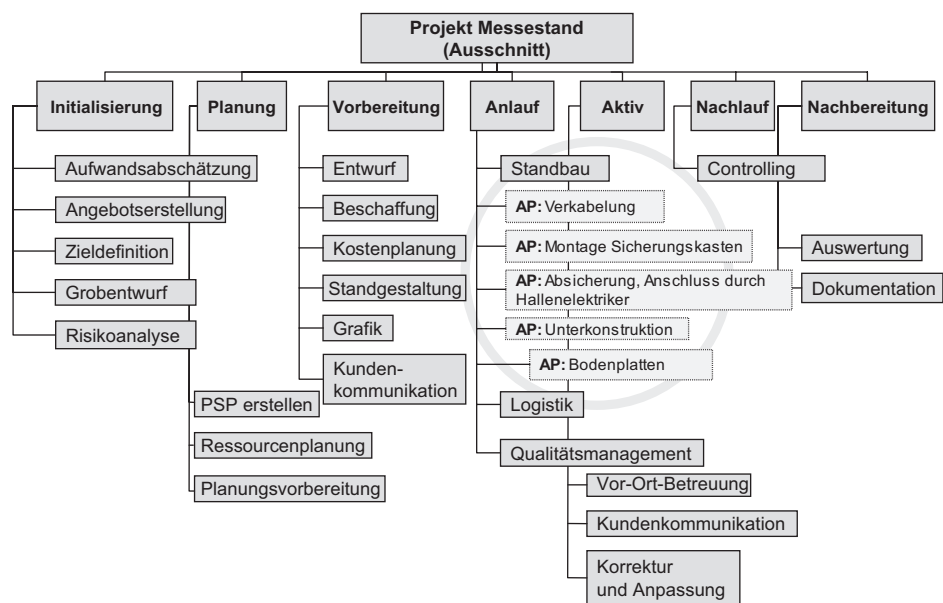 Projekt Messestand
(Ausschnitt)
Initialisierung
Planung
Vorbereitung
Anlauf
Aktiv
Nachlauf
Nachbereitung
Aufwandsabschätzung
Angebotserstellung
Zieldefinition
Grobentwurf
Risikoanalyse
PSP erstellen
Ressourcenplanung
Planungsvorbereitung
Entwurf
Beschaffung
Kostenplanung
Standgestaltung
Grafik
Kunden-
kommunikation
Standbau
AP: Verkabelung
AP: Montage Sicherungskasten
AP: Absicherung, Anschluss durch
Hallenelektriker
AP: Unterkonstruktion
AP: Bodenplatten
Logistik
Qualitätsmanagement
Vor-Ort-Betreuung
Kundenkommunikation
Korrektur
und Anpassung
Controlling
Auswertung
Dokumentation